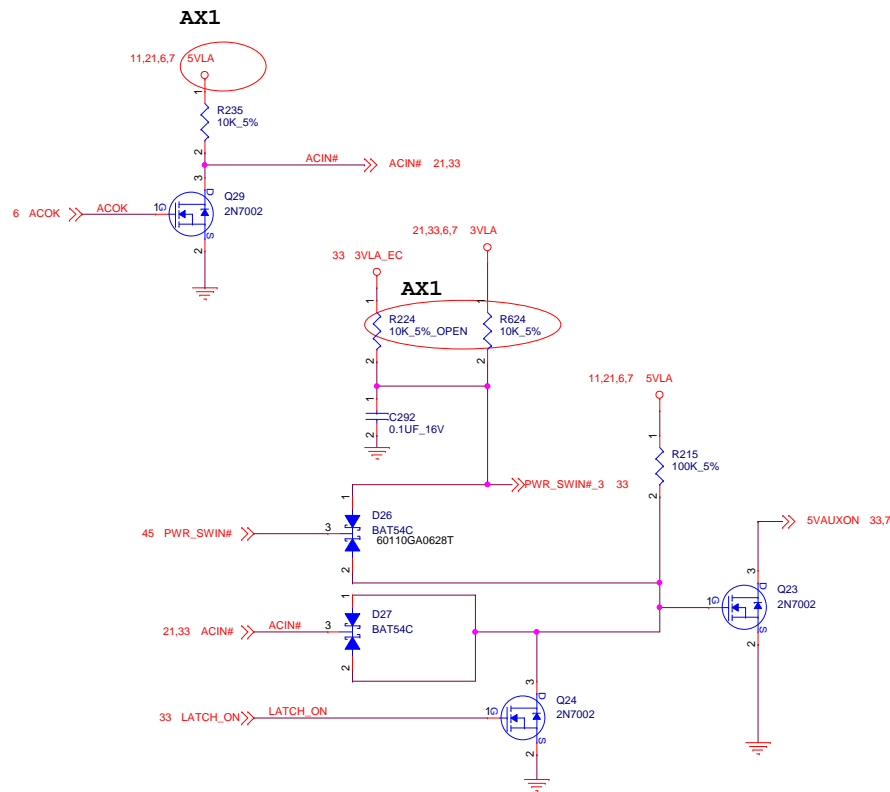 AX1
11,21,6,7 5VLA
1
R235
10K_5%
2
ACIN#
ACIN# 21,33
3
D
Q29
2N7002
6 ACOK
ACOK
1
G
S
2
21,33,6,7 3VLA
33 3VLA_EC
AX1
1
1
R224
10K_5%_OPEN
R624
10K_5%
2
2
11,21,6,7 5VLA
1
C292
0.1UF_16V
2
1
R215
100K_5%
2
PWR_SWIN#_3 33
1
D26
BAT54C
60110GA0628T
45 PWR_SWIN#
3
2
5VAUXON 33,7
3
D
Q23
2N7002
1
G
S
2
1
D27
BAT54C
21,33 ACIN#
ACIN#
3
2
3
D
Q24
2N7002
33 LATCH_ON
LATCH_ON
1
G
S
2